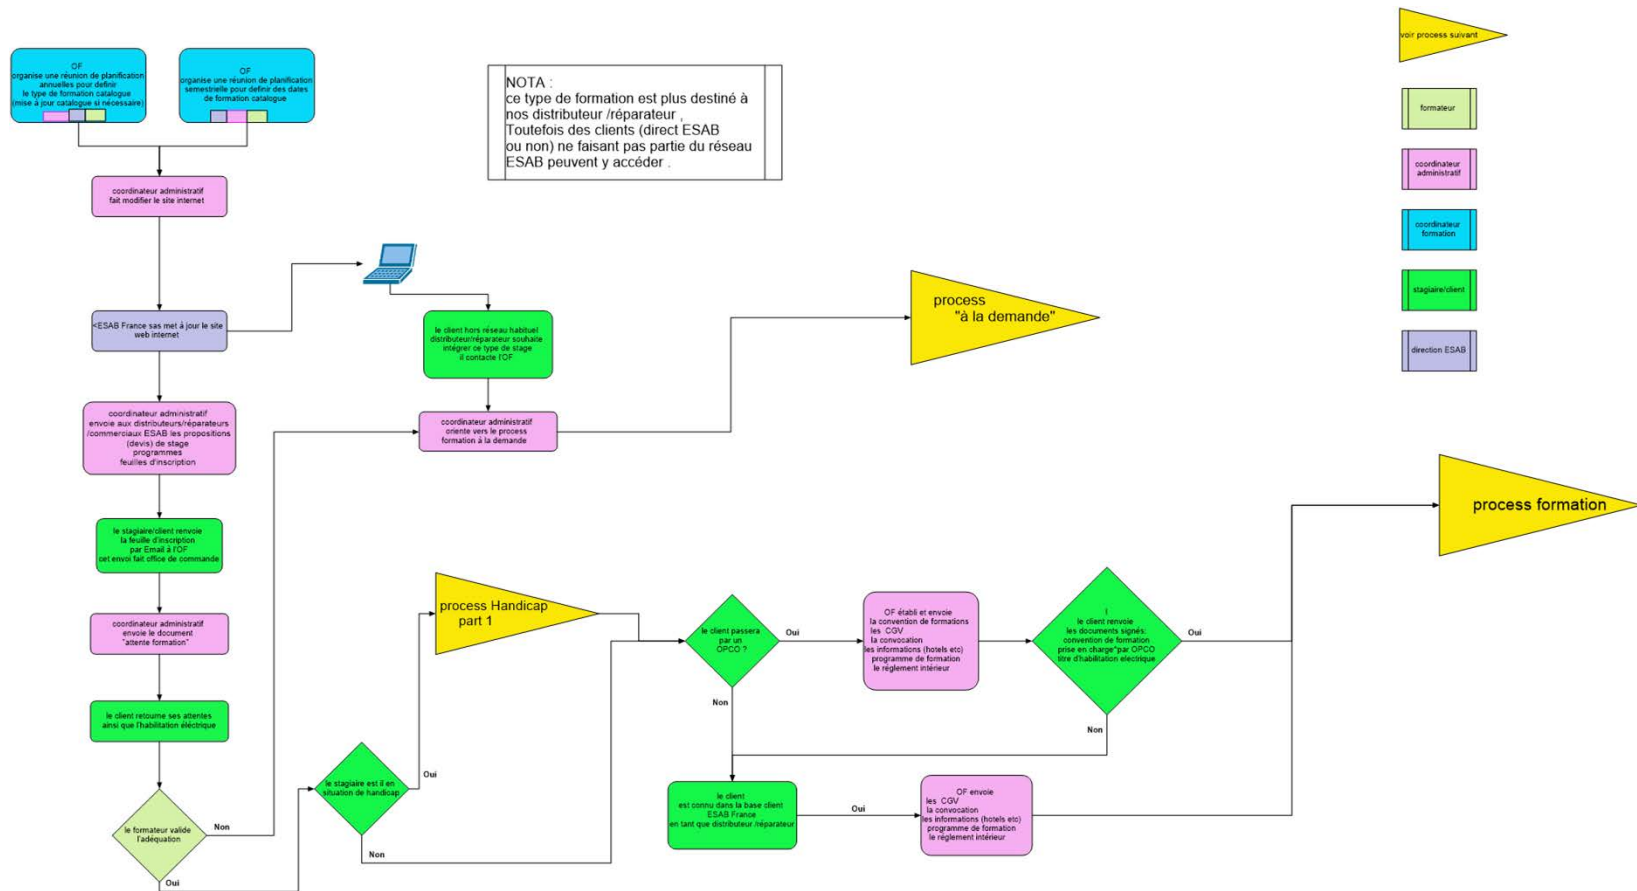 OF
organise une réunion de planification
annuelles pour definir
le type de formation catalogue
(mise à jour catalogue si nécessaire)
OF
organise une réunion de planification
semestrielle pour definir des dates
de formation catalogue
NOTA :
ce type de formation est plus destiné à
nos distributeur /réparateur ,
Toutefois des clients (direct ESAB
ou non) ne faisant pas partie du réseau
ESAB peuvent y accéder .
voir process suivant
formateur
coordinateur
administratif
coordinateur
formation
stagiaire/client
direction ESAB
coordinateur administratif
fait modifier le site internet
<ESAB France sas met à jour le site
web internet
le client hors réseau habituel
distributeur/réparateur souhaite
intégrer ce type de stage
il contacte l'OF
process
"à la demande"
coordinateur administratif
envoie aux distributeurs/réparateurs
/commerciaux ESAB les propositions
(devis) de stage
programmes
feuilles d'inscription
coordinateur administratif
oriente vers le process
formation à la demande
le stagiaire/client renvoie
la feuille d'inscription
par Email à l'OF
cet envoi fait office de commande
process formation
coordinateur administratif
envoie le document
"attente formation"
process Handicap
part 1
le client passera
par un
OPCO ?
Oui
Non
OF établi et envoie
la convention de formations
les CGV
la convocation
les informations (hotels etc)
programme de formation
le réglement intérieur
l
le client renvoie
les documents signés:
convention de formation
prise en charge"par OPCO
titre d'habilitation electrique
Oui
Non
le client retourne ses attentes
ainsi que l'habilitation éléctrique
le stagiaire est il en
situation de handicap
Oui
Non
le client
est connu dans la base client
ESAB France
en tant que distributeur /réparateur
Oui
OF envoie
les CGV
la convocation
les informations (hotels etc)
programme de formation
le réglement intérieur
le formateur valide
l'adéquation
Non
Oui